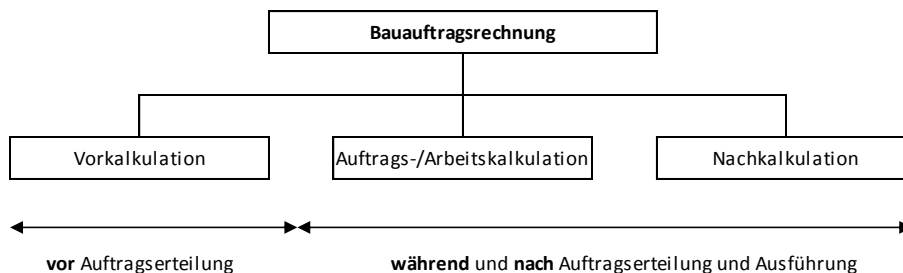 Bauauftragsrechnung
Vorkalkulation
Auftrags-/Arbeitskalkulation
Nachkalkulation
vor Auftragserteilung
während und nach Auftragserteilung und Ausführung